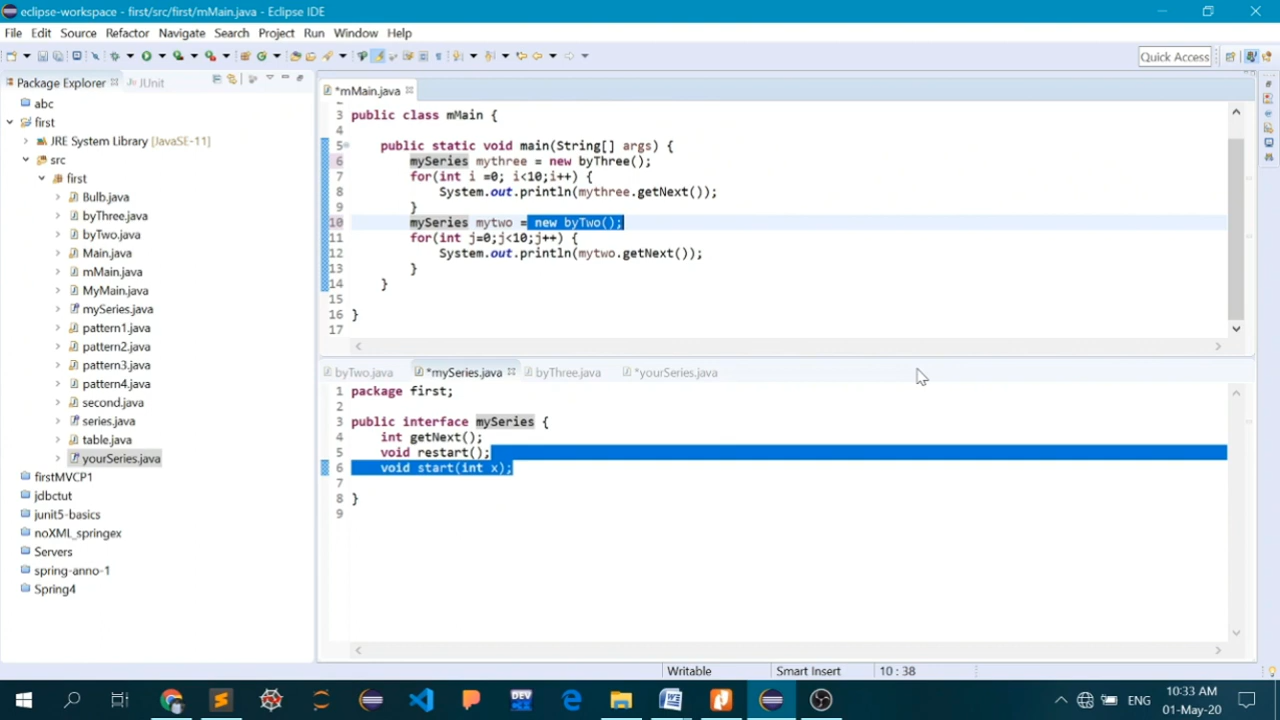 eclipse-workspace - first/src/first/mMain.java - Eclipse IDE
File Edit Source Refactor Navigate Search Project Run Window Help
Quick Access
Package Explorer JUnit
abc
first
JRE System Library [JavaSE-11]
src
first
Bulb.java
byThree.java
byTwo.java
Main.java
mMain.java
MyMain.java
mySeries.java
pattern1.java
pattern2.java
pattern3.java
pattern4.java
second.java
series.java
table.java
yourSeries.java
firstMVCP1
jdbctut
junit5-basics
noXML_springex
Servers
spring-anno-1
Spring4
*mMain.java
3 public class mMain {
4
5 public static void main(String[] args) {
6 mySeries mythree = new byThree();
7 for(int i =0; i<10;i++) {
8 System.out.println(mythree.getNext());
9 }
10 mySeries mytwo = new byTwo();
11 for(int j=0;j<10;j++) {
12 System.out.println(mytwo.getNext());
13 }
14 }
15
16 }
17
byTwo.java *mySeries.java byThree.java *yourSeries.java
1 package first;
2
3 public interface mySeries {
4 int getNext();
5 void restart();
6 void start(int x);
7
8 }
9
Writable Smart Insert 10 : 38
DEV
ENG
10:33 AM
01-May-20